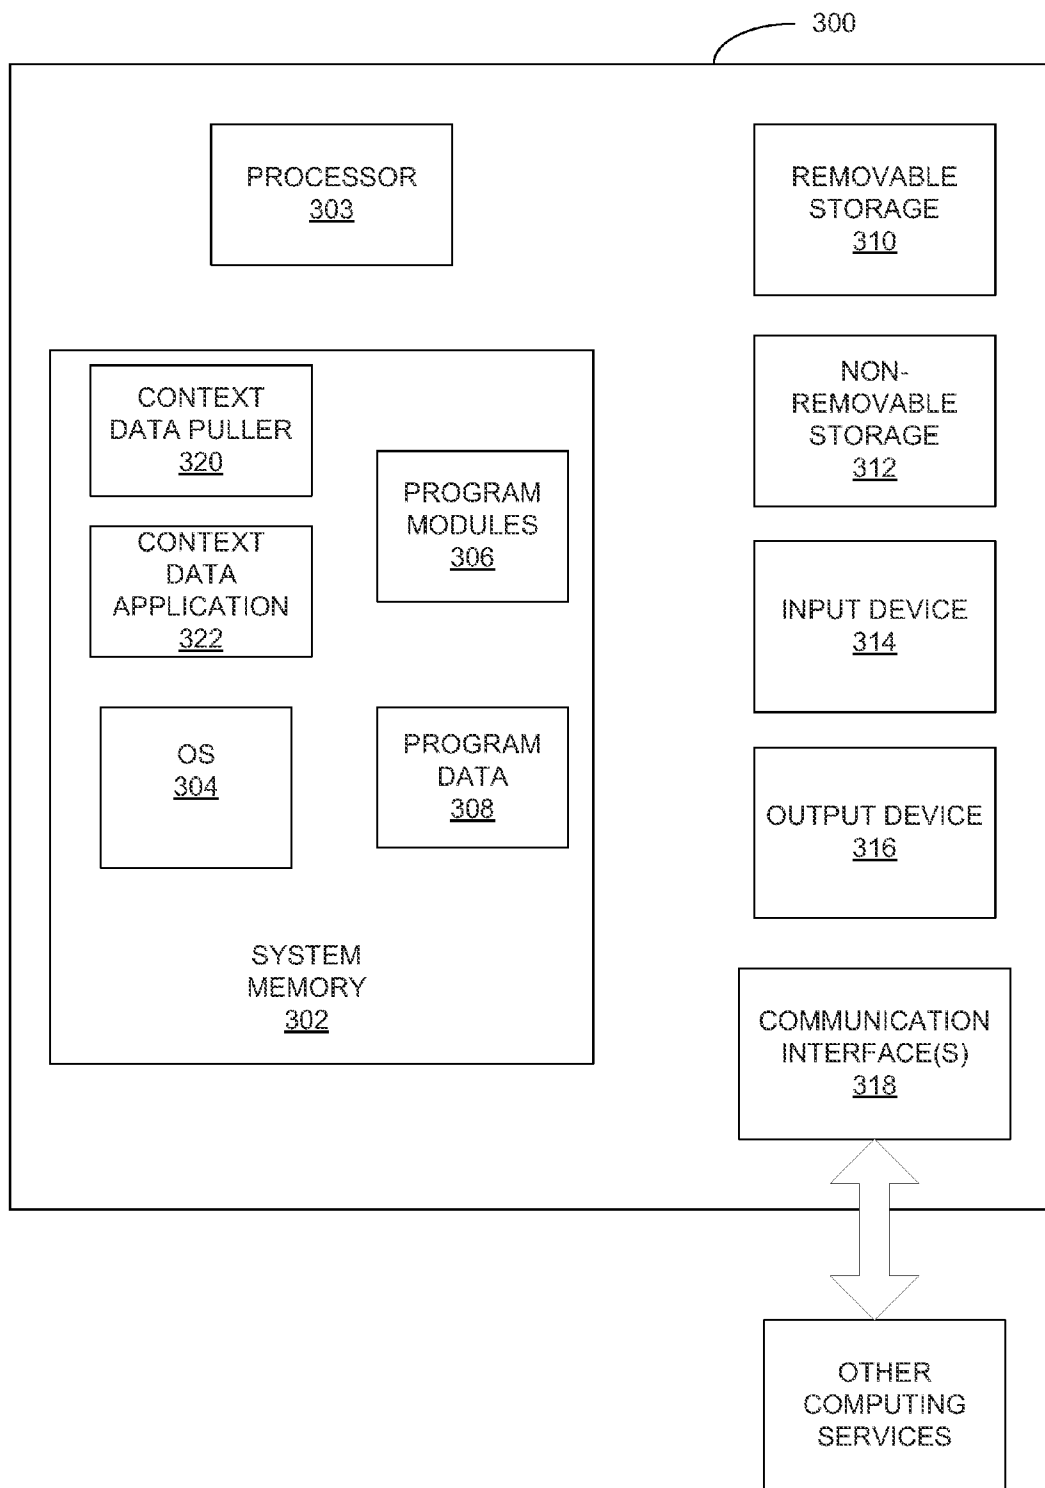 300
PROCESSOR
303
REMOVABLE
STORAGE
310
NON-
REMOVABLE
STORAGE
312
CONTEXT
DATA PULLER
320
PROGRAM
MODULES
306
CONTEXT
DATA
APPLICATION
322
INPUT DEVICE
314
OS
304
PROGRAM
DATA
308
OUTPUT DEVICE
316
SYSTEM
MEMORY
302
COMMUNICATION
INTERFACE(S)
318
OTHER
COMPUTING
SERVICES